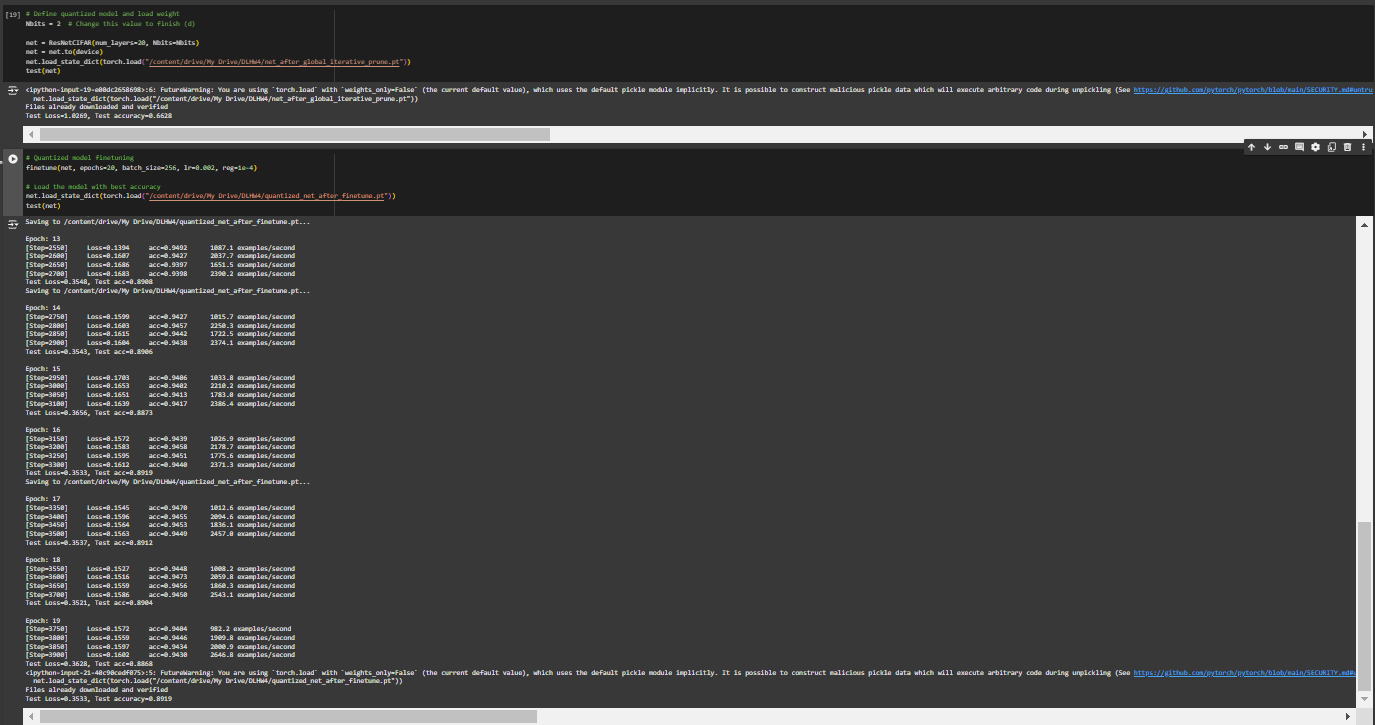 [19] # Define quantized model and load weight
Nbits = 2  # Change this value to finish (d)
net = ResNetCIFAR(num_layers=20, Nbits=Nbits)
net = net.to(device)
net.load_state_dict(torch.load("/content/drive/My Drive/DLHW4/net_after_global_iterative_prune.pt"))
test(net)
<ipython-input-19-e00dc2658698>:6: FutureWarning: You are using `torch.load` with `weights_only=False` (the current default value), which uses the default pickle module implicitly. It is possible to construct malicious pickle data which will execute arbitrary code during unpickling (See https://github.com/pytorch/pytorch/blob/main/SECURITY.md#untru
net.load_state_dict(torch.load("/content/drive/My Drive/DLHW4/net_after_global_iterative_prune.pt"))
Files already downloaded and verified
Test Loss=1.0269, Test accuracy=0.6628
# Quantized model finetuning
finetune(net, epochs=20, batch_size=256, lr=0.002, reg=1e-4)
# Load the model with best accuracy
net.load_state_dict(torch.load("/content/drive/My Drive/DLHW4/quantized_net_after_finetune.pt"))
test(net)
Saving to /content/drive/My Drive/DLHW4/quantized_net_after_finetune.pt...
Epoch: 13
[Step=2550] Loss=0.1394 acc=0.9492 1087.1 examples/second
[Step=2600] Loss=0.1607 acc=0.9427 2037.7 examples/second
[Step=2650] Loss=0.1686 acc=0.9397 1651.5 examples/second
[Step=2700] Loss=0.1683 acc=0.9398 2390.2 examples/second
Test Loss=0.3548, Test acc=0.8908
Saving to /content/drive/My Drive/DLHW4/quantized_net_after_finetune.pt...
Epoch: 14
[Step=2750] Loss=0.1599 acc=0.9427 1015.7 examples/second
[Step=2800] Loss=0.1603 acc=0.9457 2250.3 examples/second
[Step=2850] Loss=0.1615 acc=0.9442 1722.5 examples/second
[Step=2900] Loss=0.1604 acc=0.9438 2374.1 examples/second
Test Loss=0.3543, Test acc=0.8906
Epoch: 15
[Step=2950] Loss=0.1703 acc=0.9406 1033.8 examples/second
[Step=3000] Loss=0.1653 acc=0.9402 2210.2 examples/second
[Step=3050] Loss=0.1651 acc=0.9413 1783.0 examples/second
[Step=3100] Loss=0.1639 acc=0.9417 2386.4 examples/second
Test Loss=0.3656, Test acc=0.8873
Epoch: 16
[Step=3150] Loss=0.1572 acc=0.9439 1026.9 examples/second
[Step=3200] Loss=0.1583 acc=0.9458 2178.7 examples/second
[Step=3250] Loss=0.1595 acc=0.9451 1775.6 examples/second
[Step=3300] Loss=0.1612 acc=0.9440 2371.3 examples/second
Test Loss=0.3533, Test acc=0.8919
Saving to /content/drive/My Drive/DLHW4/quantized_net_after_finetune.pt...
Epoch: 17
[Step=3350] Loss=0.1545 acc=0.9470 1012.6 examples/second
[Step=3400] Loss=0.1596 acc=0.9455 2094.6 examples/second
[Step=3450] Loss=0.1564 acc=0.9453 1836.1 examples/second
[Step=3500] Loss=0.1563 acc=0.9449 2457.0 examples/second
Test Loss=0.3537, Test acc=0.8912
Epoch: 18
[Step=3550] Loss=0.1527 acc=0.9448 1008.2 examples/second
[Step=3600] Loss=0.1516 acc=0.9473 2059.8 examples/second
[Step=3650] Loss=0.1559 acc=0.9456 1860.3 examples/second
[Step=3700] Loss=0.1586 acc=0.9450 2543.1 examples/second
Test Loss=0.3521, Test acc=0.8904
Epoch: 19
[Step=3750] Loss=0.1572 acc=0.9404 982.2 examples/second
[Step=3800] Loss=0.1559 acc=0.9446 1909.8 examples/second
[Step=3850] Loss=0.1597 acc=0.9434 2000.9 examples/second
[Step=3900] Loss=0.1602 acc=0.9430 2646.8 examples/second
Test Loss=0.3628, Test acc=0.8868
<ipython-input-21-40c90cedf075>:5: FutureWarning: You are using `torch.load` with `weights_only=False` (the current default value), which uses the default pickle module implicitly. It is possible to construct malicious pickle data which will execute arbitrary code during unpickling (See https://github.com/pytorch/pytorch/blob/main/SECURITY.md#u
net.load_state_dict(torch.load("/content/drive/My Drive/DLHW4/quantized_net_after_finetune.pt"))
Files already downloaded and verified
Test Loss=0.3533, Test accuracy=0.8919